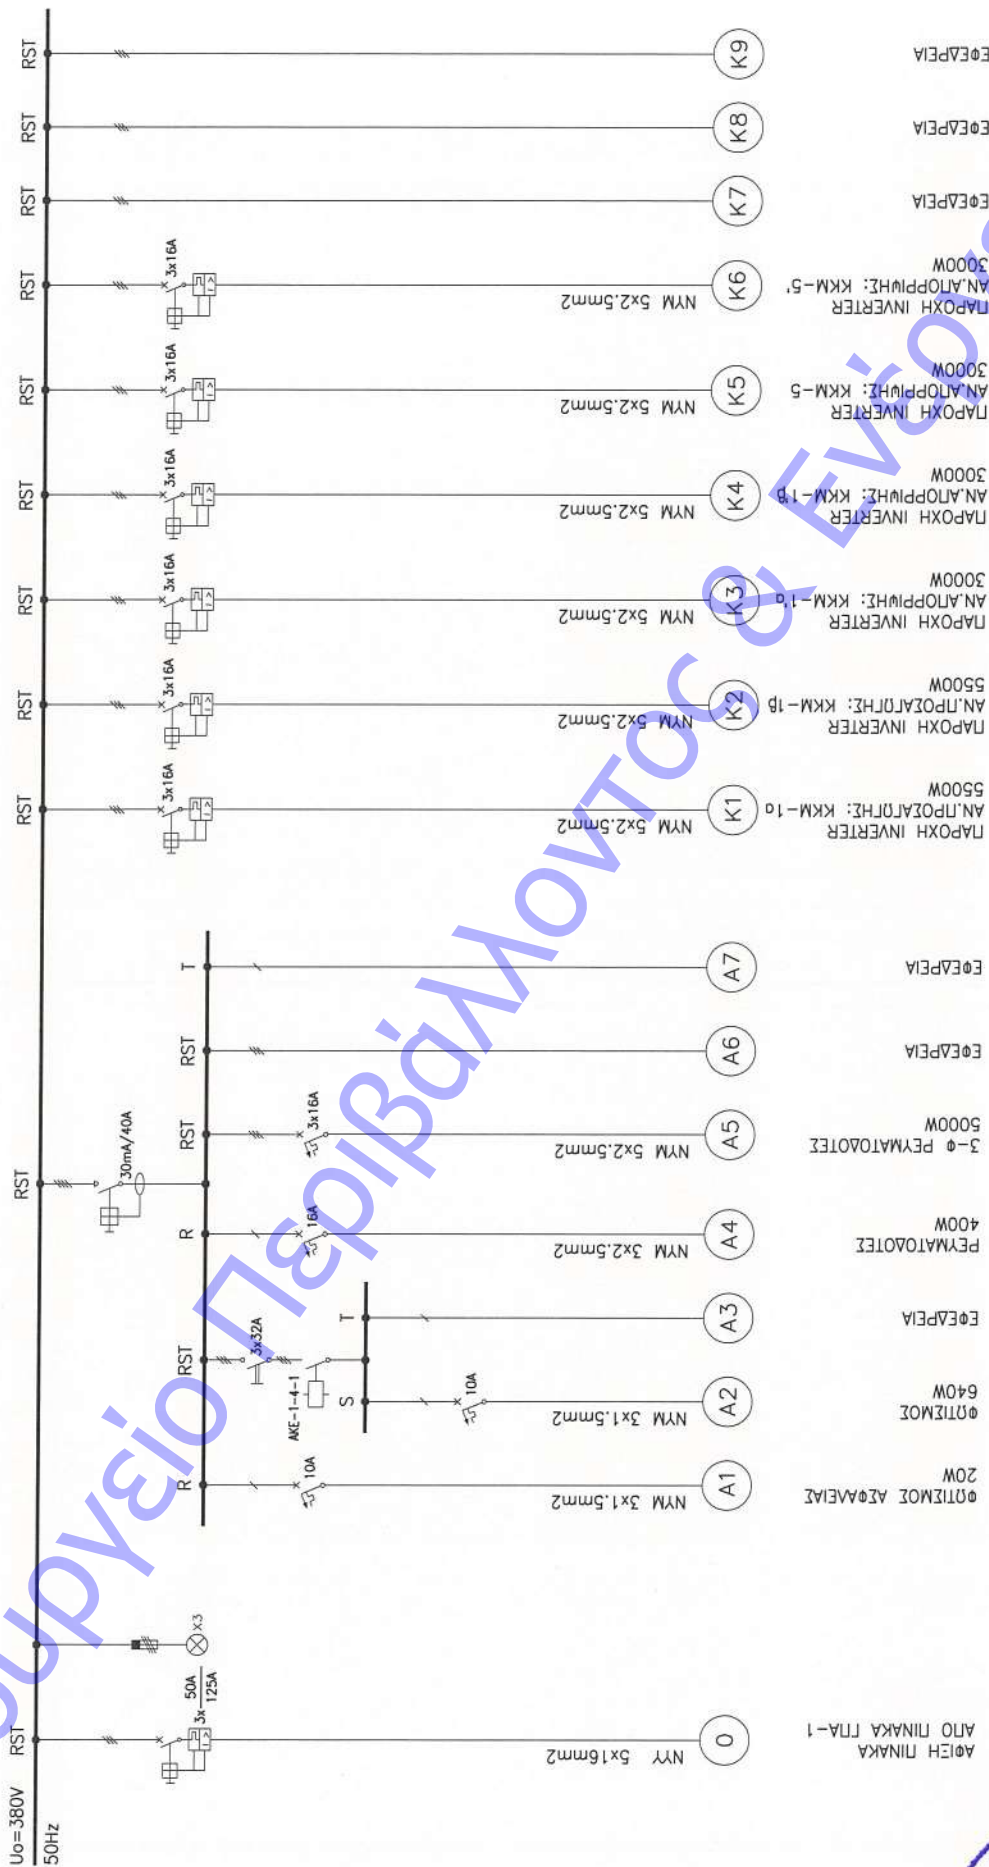 Uo=380V
50Hz
RST
RST
RST
RST
RST
RST
RST
RST
RST
RST
RST
3x 50A
125A
x3
30mA/40A
3x16A
3x16A
3x16A
3x16A
3x16A
3x16A
R
RST
R
RST
RST
T
10A
3x32A
AKE-1-4-1
S
T
10A
16A
3x16A
NYY 5x16mm2
NYM 3x1.5mm2
NYM 3x1.5mm2
NYM 3x2.5mm2
NYM 5x2.5mm2
NYM 5x2.5mm2
NYM 5x2.5mm2
NYM 5x2.5mm2
NYM 5x2.5mm2
NYM 5x2.5mm2
NYM 5x2.5mm2
O
A1
A2
A3
A4
A5
A6
A7
K1
K2
K3
K4
K5
K6
K7
K8
K9
ΑΦΙΞΗ ΠΙΝΑΚΑ
ΑΠΟ ΠΙΝΑΚΑ ΓΠΑ-1
ΦΩΤΙΣΜΟΣ ΑΣΦΑΛΕΙΑΣ
20W
ΦΩΤΙΣΜΟΣ
640W
ΕΦΕΔΡΕΙΑ
ΡΕΥΜΑΤΟΔΟΤΕΣ
400W
3-Φ ΡΕΥΜΑΤΟΔΟΤΕΣ
5000W
ΕΦΕΔΡΕΙΑ
ΕΦΕΔΡΕΙΑ
ΠΑΡΟΧΗ INVERTER
ΑΝ.ΠΡΟΣΑΓΩΓΗΣ: ΚΚΜ-1α
5500W
ΠΑΡΟΧΗ INVERTER
ΑΝ.ΠΡΟΣΑΓΩΓΗΣ: ΚΚΜ-1β
5500W
ΠΑΡΟΧΗ INVERTER
ΑΝ.ΑΠΟΡΡΙΨΗΣ: ΚΚΜ-1'α
3000W
ΠΑΡΟΧΗ INVERTER
ΑΝ.ΑΠΟΡΡΙΨΗΣ: ΚΚΜ-1'β
3000W
ΠΑΡΟΧΗ INVERTER
ΑΝ.ΑΠΟΡΡΙΨΗΣ: ΚΚΜ-5
3000W
ΠΑΡΟΧΗ INVERTER
ΑΝ.ΑΠΟΡΡΙΨΗΣ: ΚΚΜ-5'
3000W
ΕΦΕΔΡΕΙΑ
ΕΦΕΔΡΕΙΑ
ΕΦΕΔΡΕΙΑ
Περιβάλλοντος &